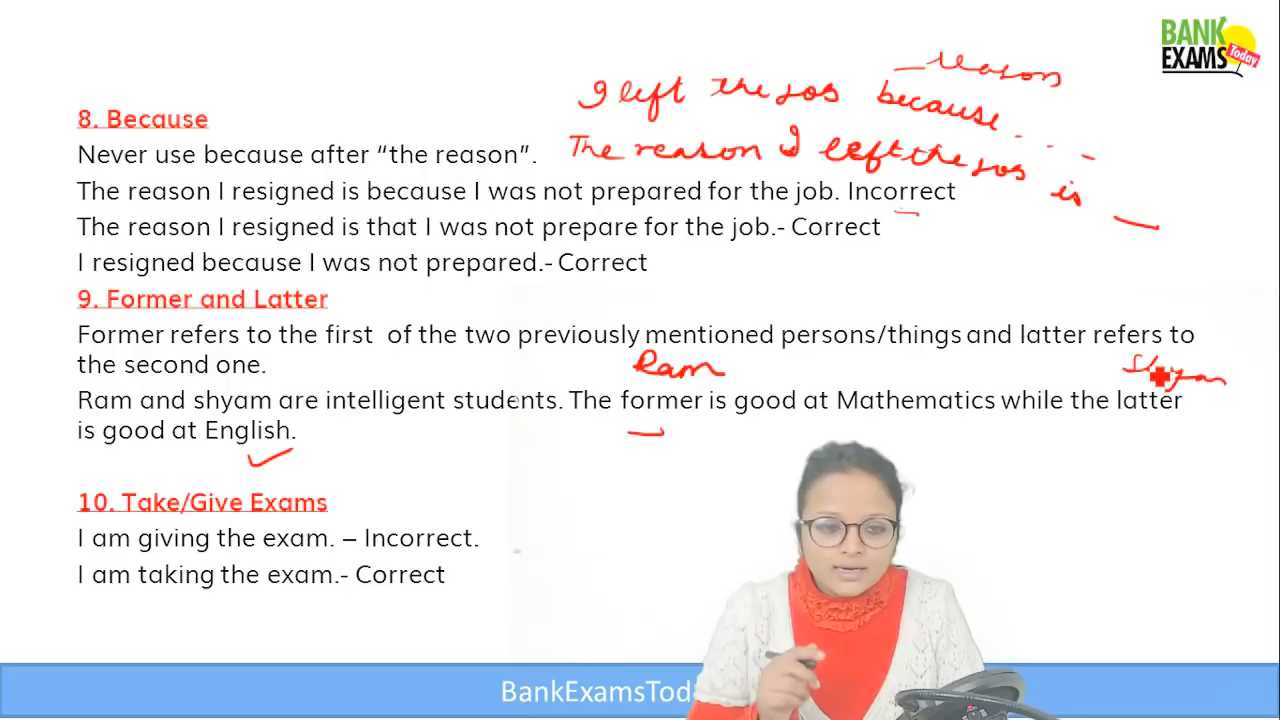 BANK
EXAMS
Today
reason
I left the job because . . . –
The reason I left the job is —
8. Because
Never use because after “the reason”.
The reason I resigned is because I was not prepared for the job. Incorrect
The reason I resigned is that I was not prepare for the job.- Correct
I resigned because I was not prepared.- Correct
9. Former and Latter
Former refers to the first of the two previously mentioned persons/things and latter refers to
the second one.
Ram
Shyam
Ram and shyam are intelligent students. The former is good at Mathematics while the latter
is good at English.
10. Take/Give Exams
I am giving the exam. – Incorrect.
I am taking the exam.- Correct